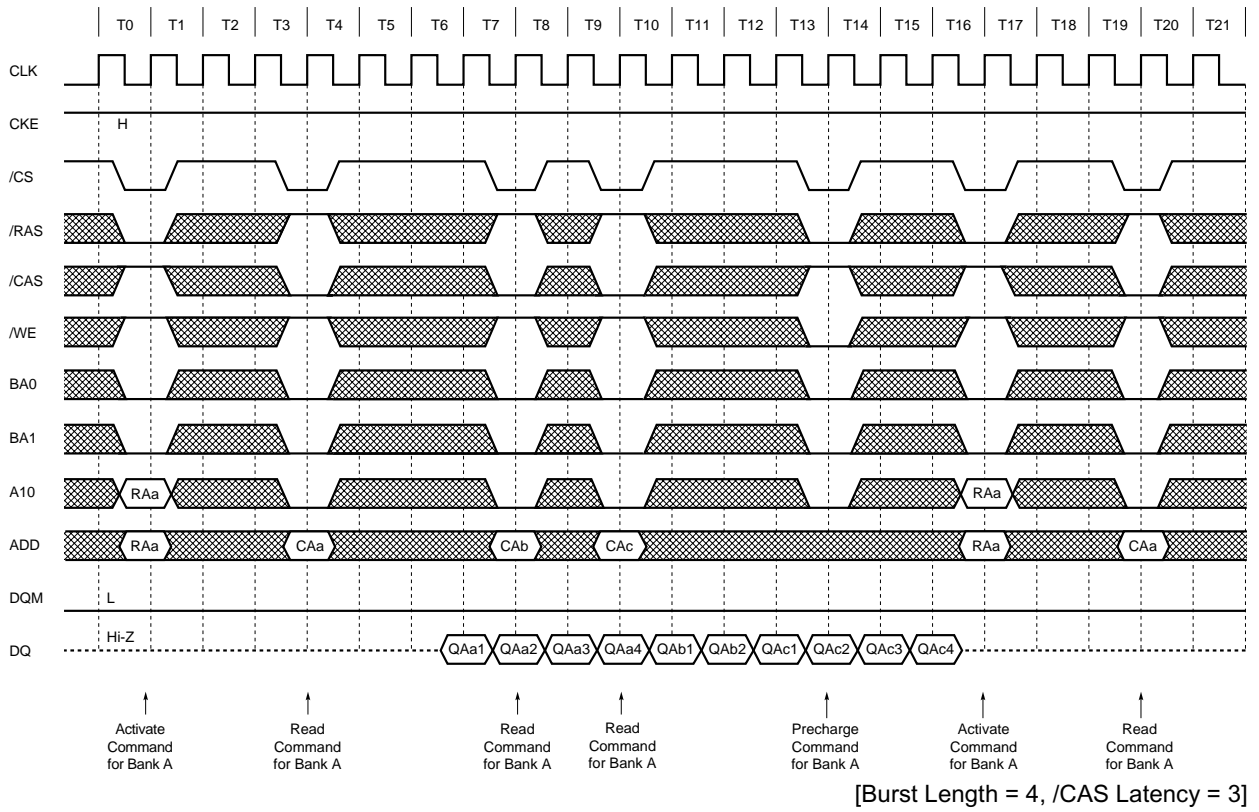 T0 T1 T2 T3 T4 T5 T6 T7 T8 T9 T10 T11 T12 T13 T14 T15 T16 T17 T18 T19 T20 T21
CLK
CKE H
/CS
/RAS
/CAS
/WE
BA0
BA1
A10 RAa RAa
ADD RAa CAa CAb CAc RAa CAa
DQM L
Hi-Z
DQ QAa1 QAa2 QAa3 QAa4 QAb1 QAb2 QAc1 QAc2 QAc3 QAc4
Activate
Command
for Bank A
Read
Command
for Bank A
Read
Command
for Bank A
Read
Command
for Bank A
Precharge
Command
for Bank A
Activate
Command
for Bank A
Read
Command
for Bank A
[Burst Length = 4, /CAS Latency = 3]